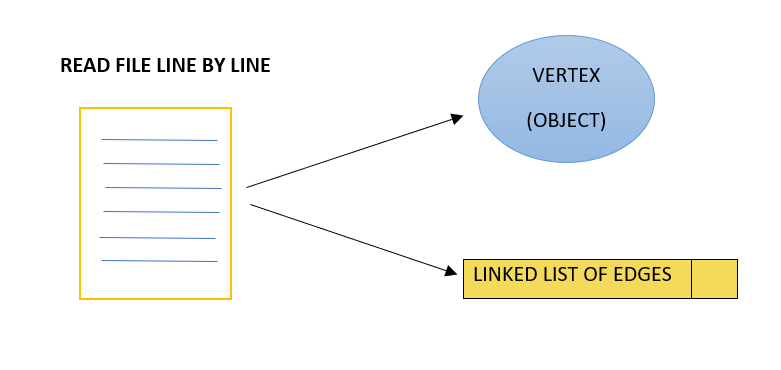 READ FILE LINE BY LINE
VERTEX
(OBJECT)
LINKED LIST OF EDGES